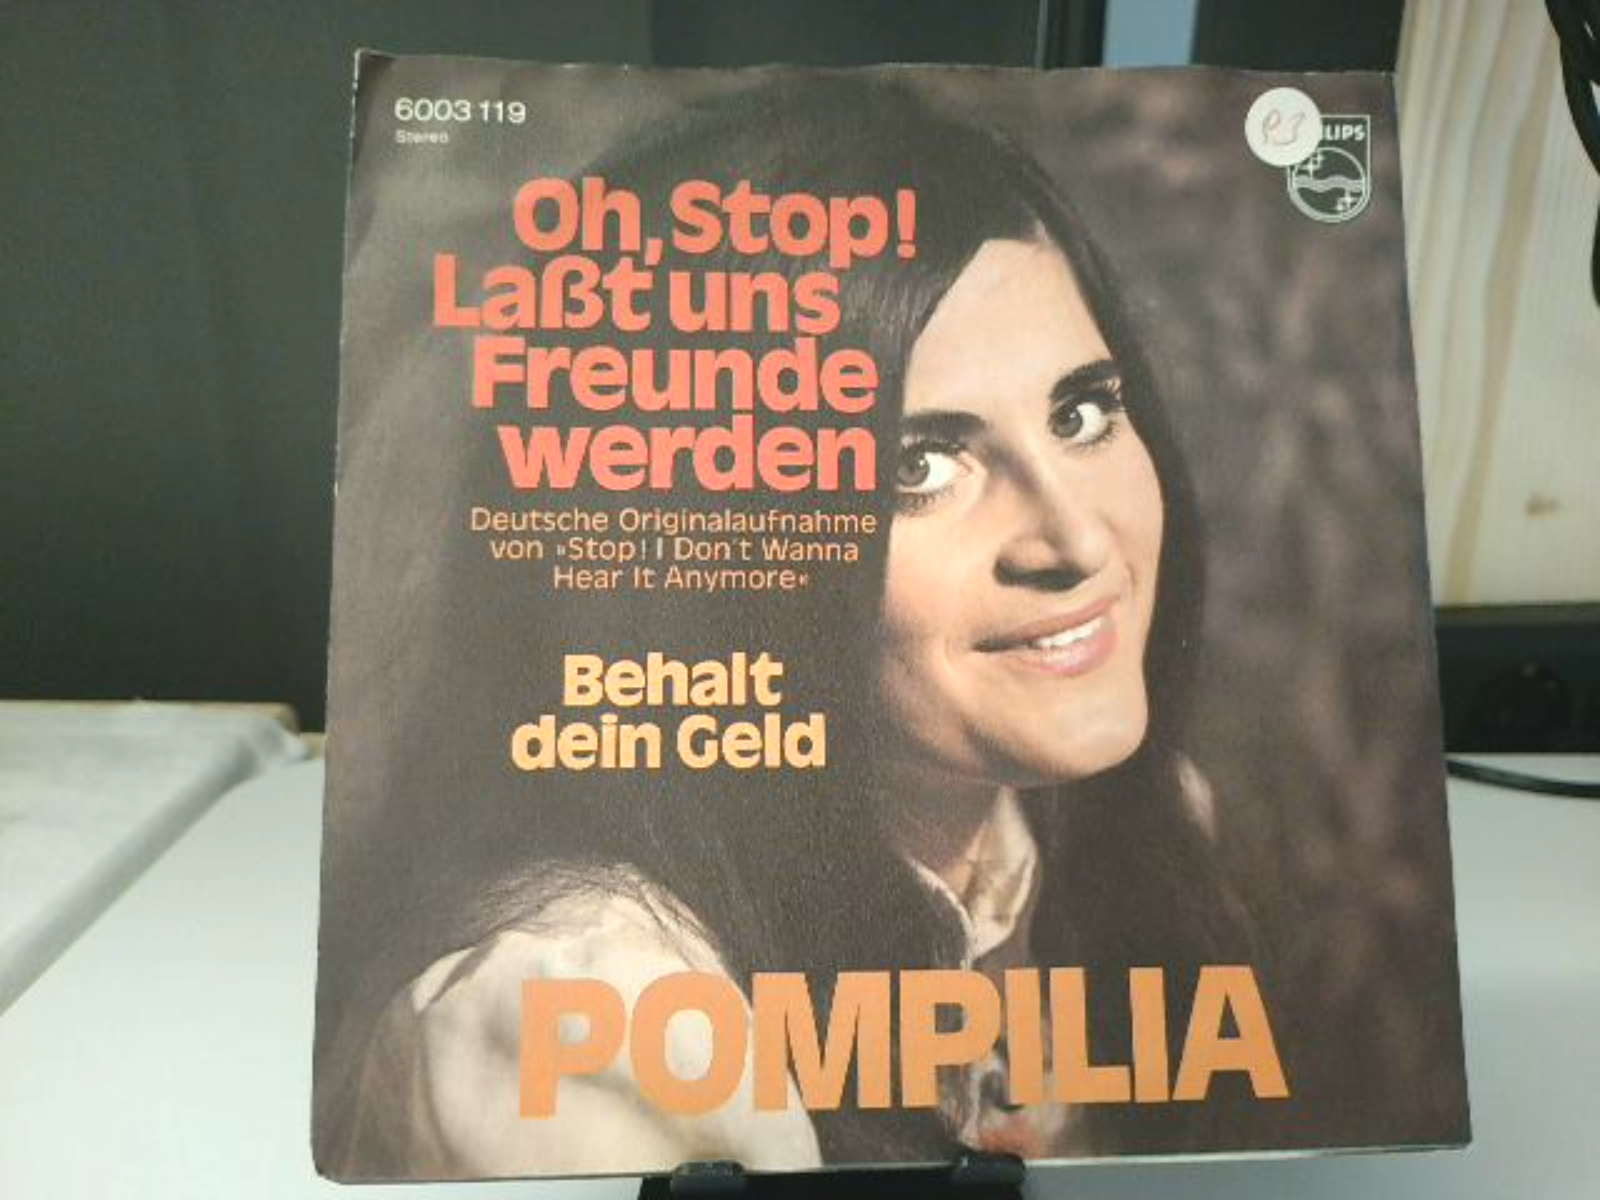 6003 119
Stereo
LIPS
Oh, Stop!
Laßt uns
Freunde
werden
Deutsche Originalaufnahme
von »Stop! I Don't Wanna
Hear It Anymore«
Behalt
dein Geld
POMPILIA